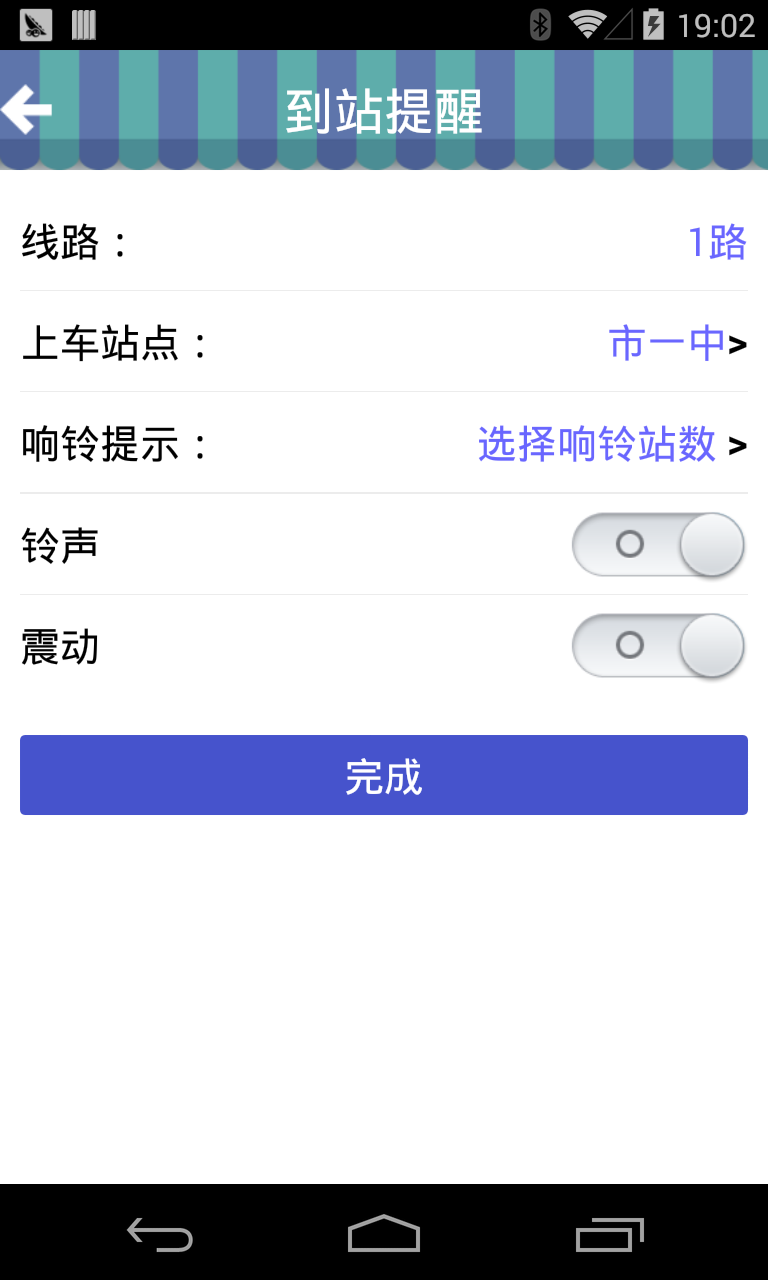 19:02
到站提醒
线路：
1路
上车站点：
市一中>
响铃提示：
选择响铃站数 >
铃声
震动
完成